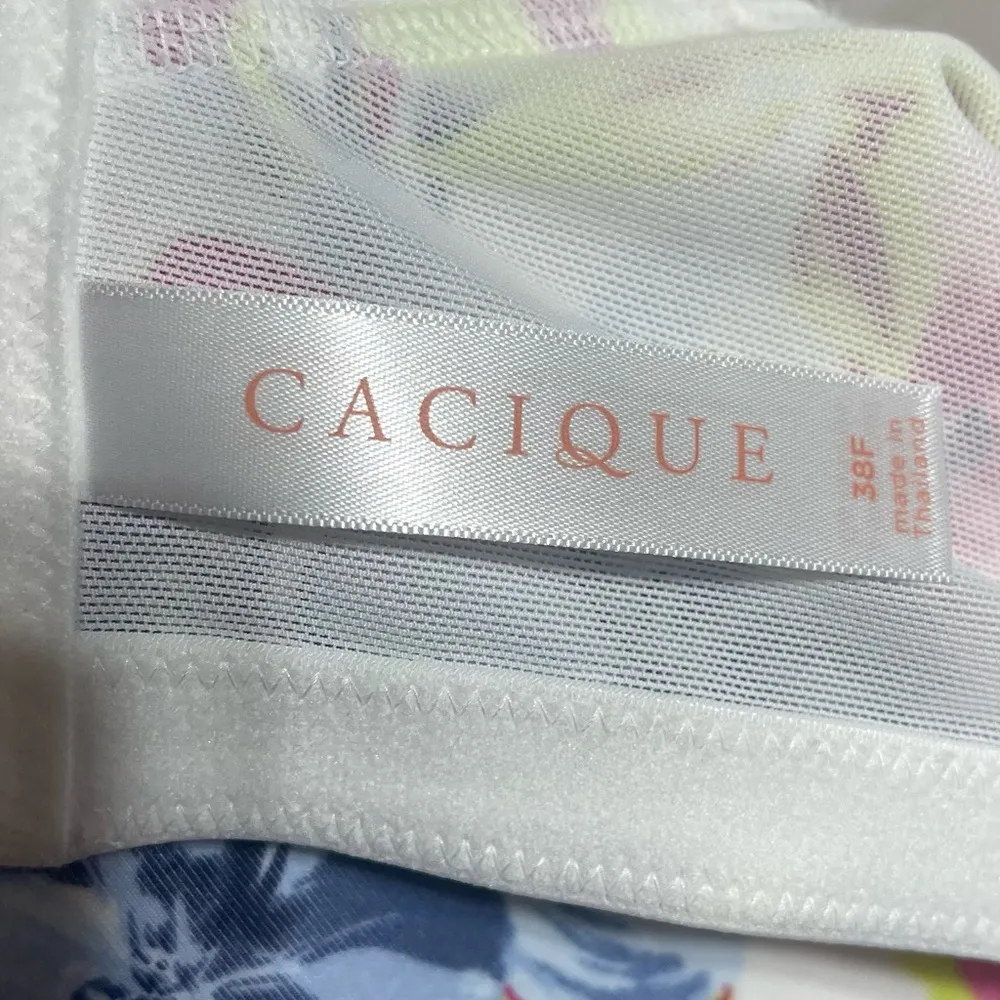 CACIQUE
38F
made in
Thailand